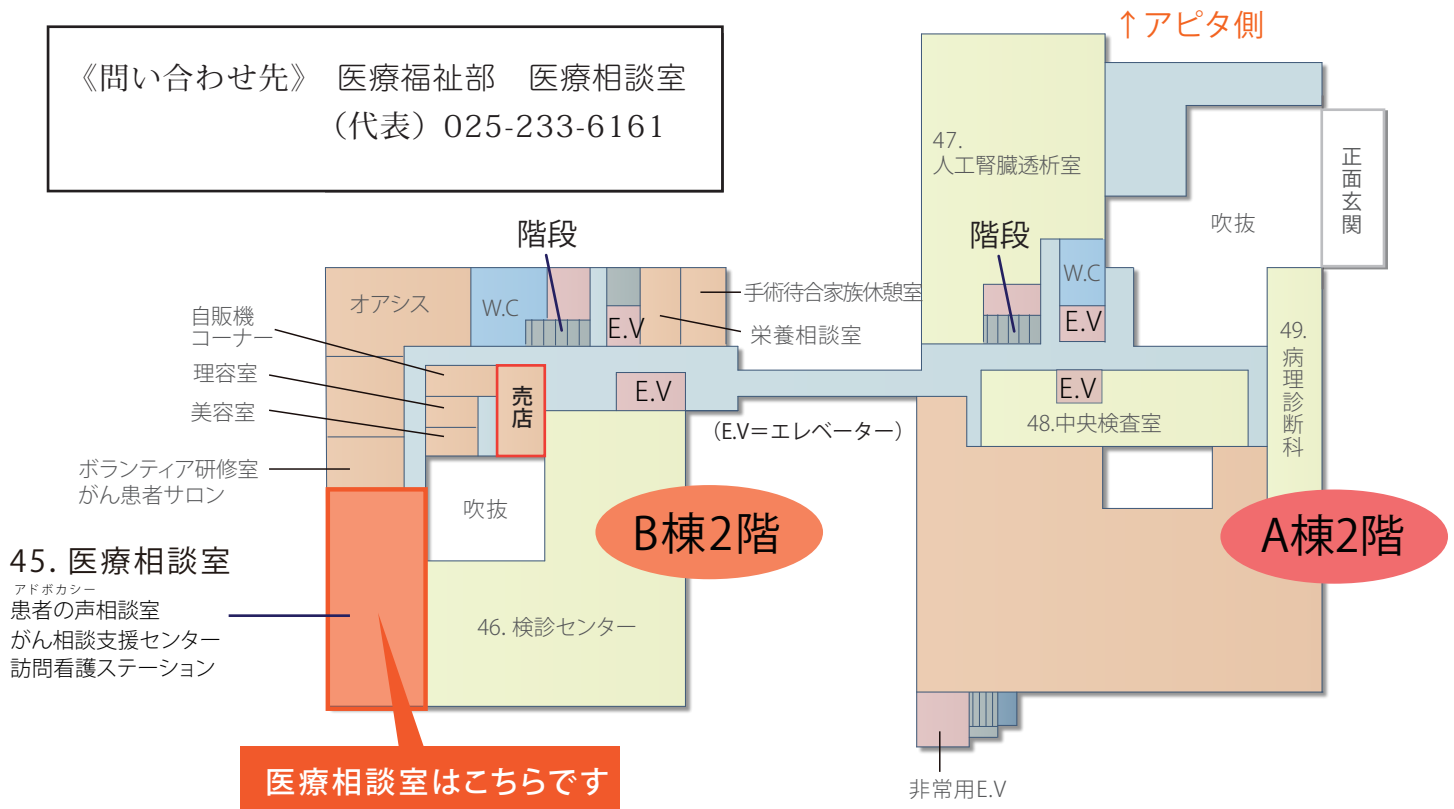 ↑アピタ側
《問い合わせ先》 医療福祉部 医療相談室
（代表）025-233-6161
47.
人工腎臓透析室
正面玄関
吹抜
階段
階段
W.C
オアシス
W.C
手術待合家族休憩室
自販機
コーナー
E.V
E.V
栄養相談室
49.病理診断科
理容室
売店
E.V
E.V
美容室
48.中央検査室
（E.V＝エレベーター）
ボランティア研修室
がん患者サロン
吹抜
B棟2階
A棟2階
45. 医療相談室
アドボカシー
患者の声相談室
がん相談支援センター
訪問看護ステーション
46. 検診センター
医療相談室はこちらです
非常用E.V